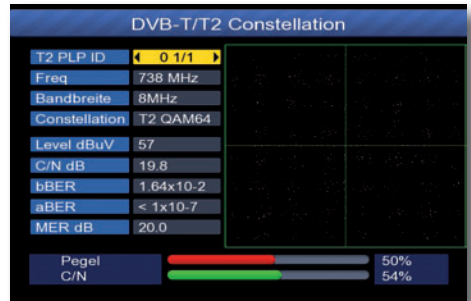 DVB-T/T2 Constellation
T2 PLP ID 0 1/1
Freq 738 MHz
Bandbreite 8MHz
Constellation T2 QAM64
Level dBuV 57
C/N dB 19.8
bBER 1.64x10-2
aBER < 1x10-7
MER dB 20.0
Pegel 50%
C/N 54%